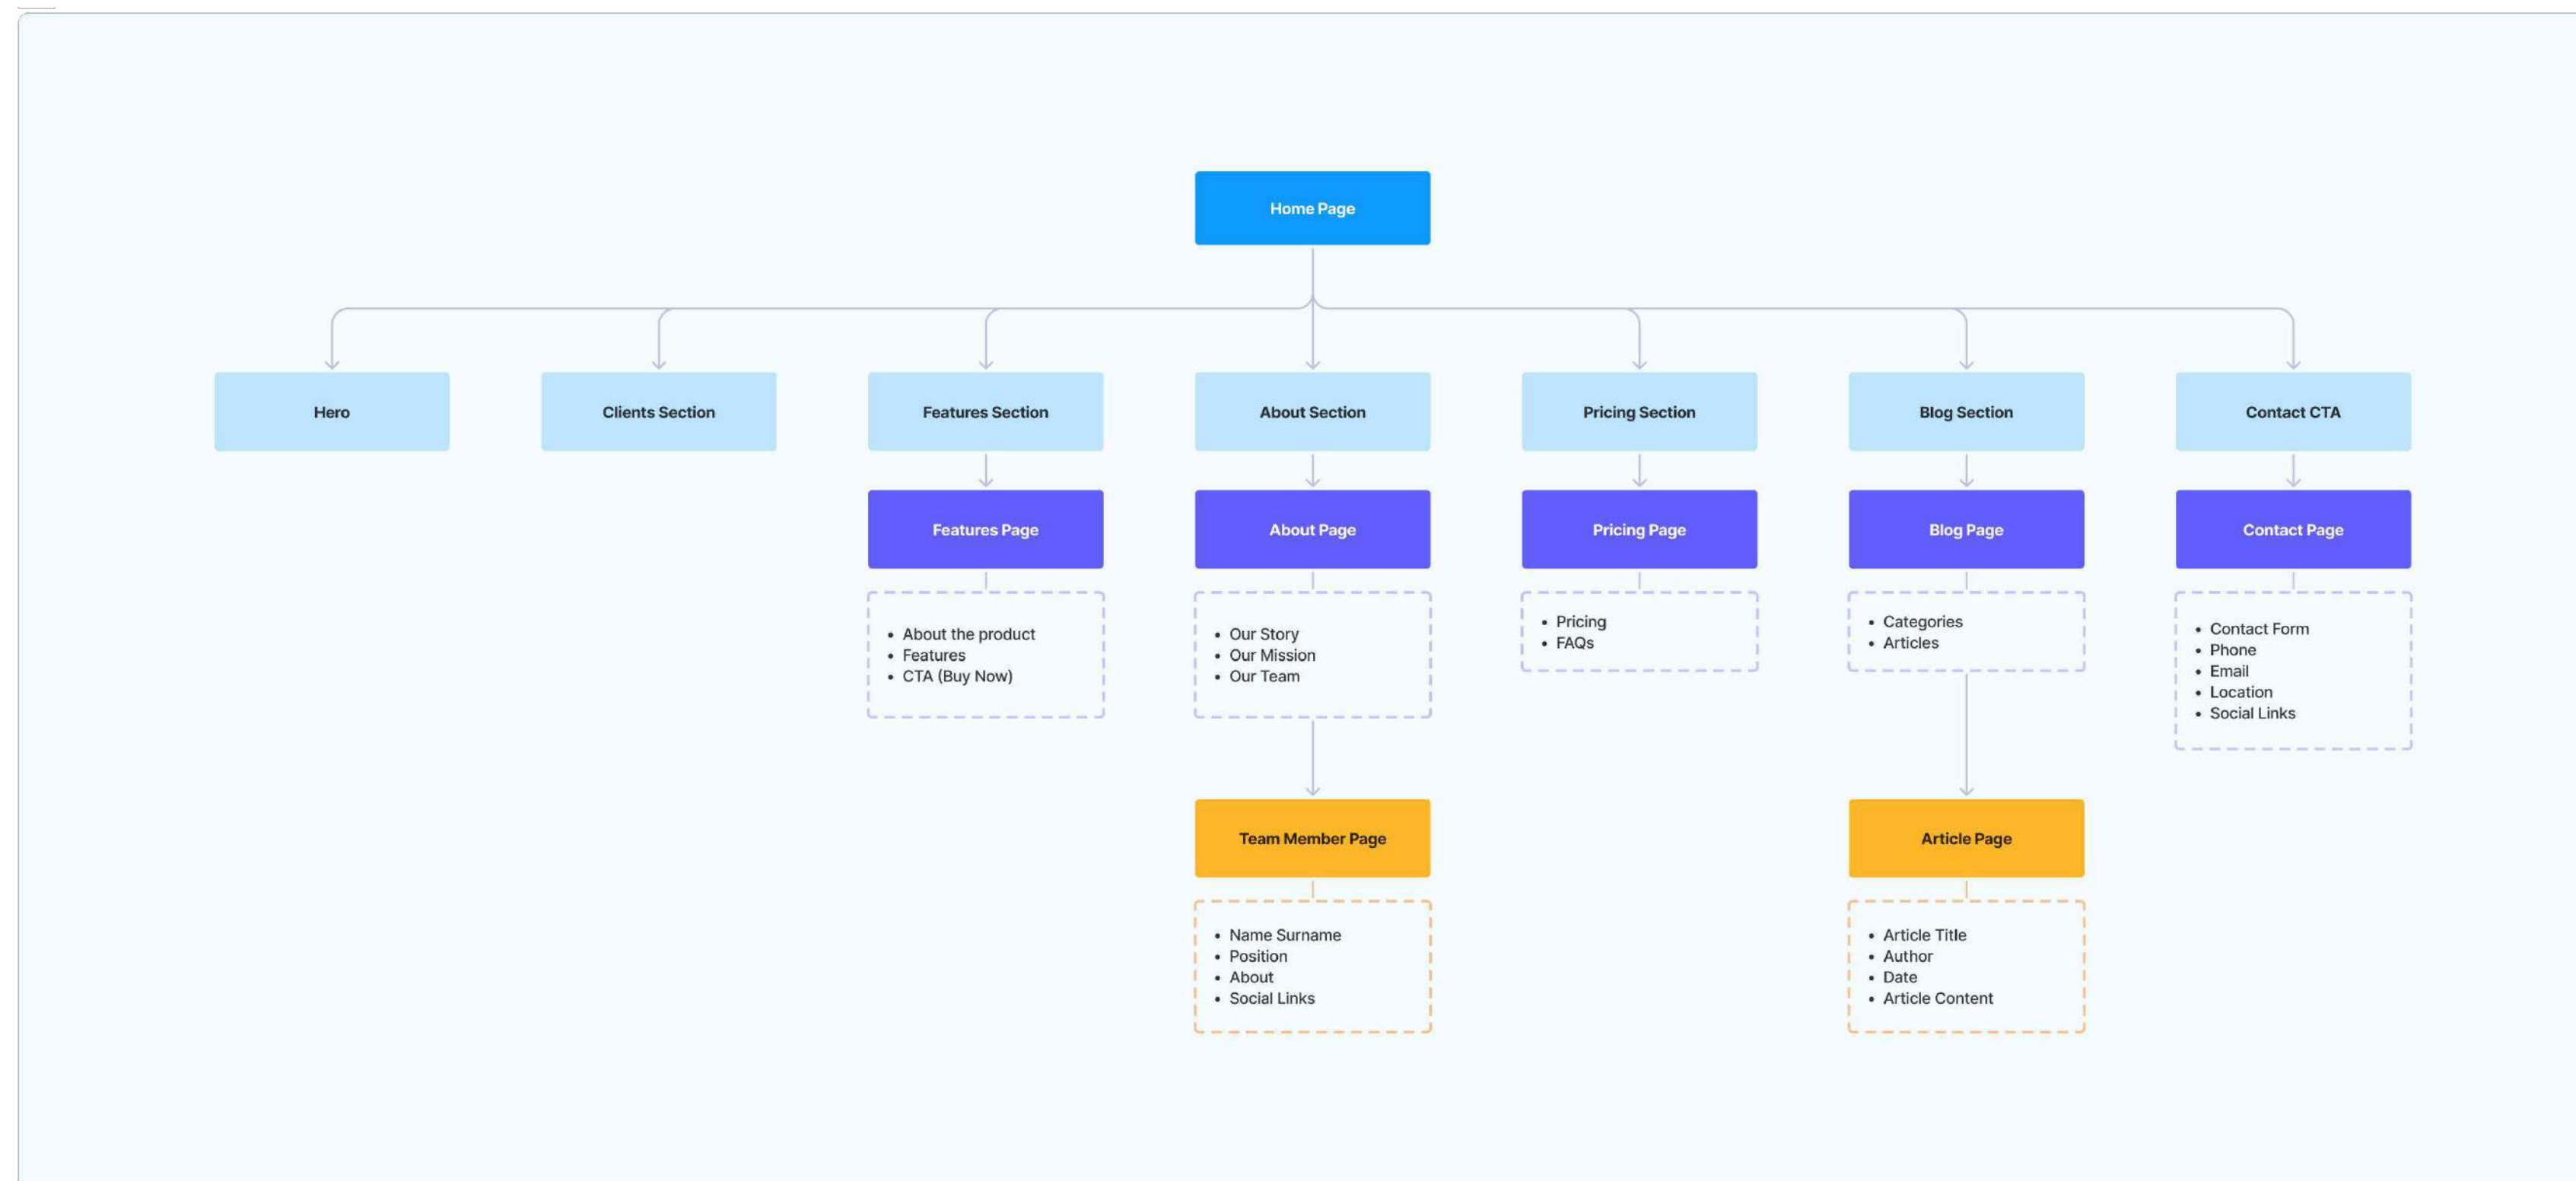 Home Page
Hero
Clients Section
Features Section
About Section
Pricing Section
Blog Section
Contact CTA
Features Page
About Page
Pricing Page
Blog Page
Contact Page
• About the product
• Features
• CTA (Buy Now)
• Our Story
• Our Mission
• Our Team
• Pricing
• FAQs
• Categories
• Articles
• Contact Form
• Phone
• Email
• Location
• Social Links
Team Member Page
Article Page
• Name Surname
• Position
• About
• Social Links
• Article Title
• Author
• Date
• Article Content